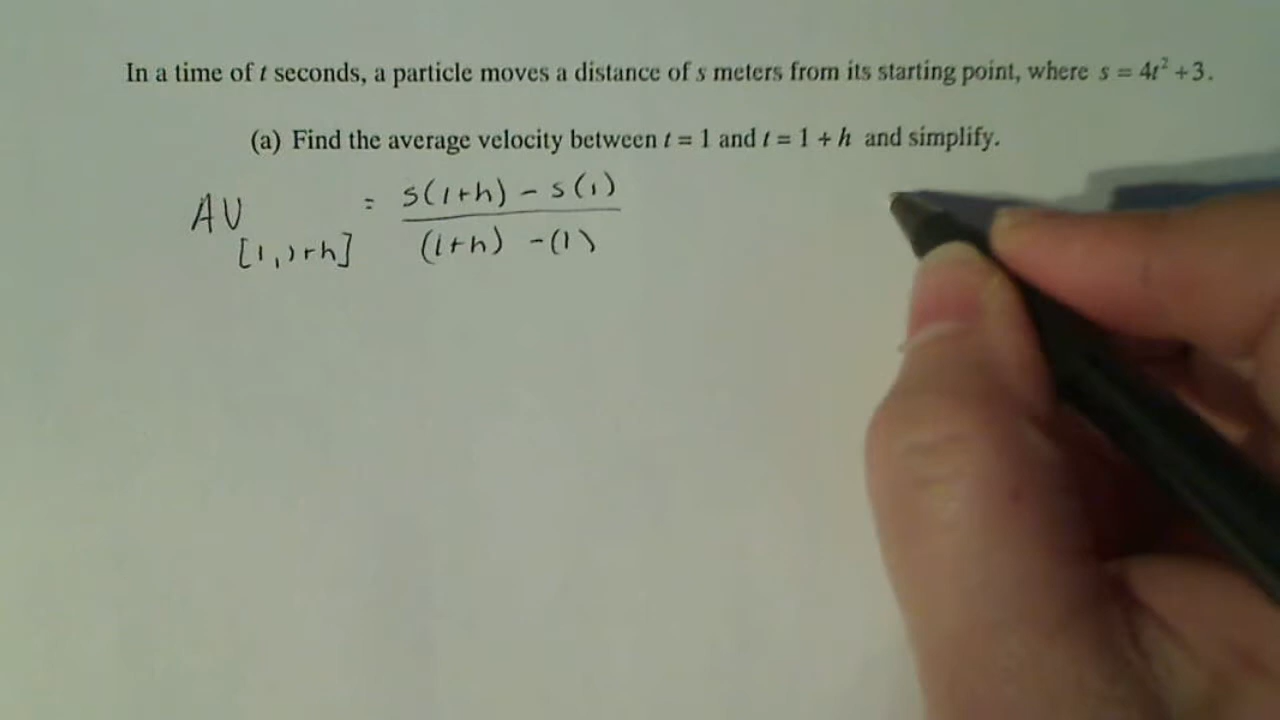 In a time of t seconds, a particle moves a distance of s meters from its starting point, where s = 4t² + 3.
(a) Find the average velocity between t = 1 and t = 1 + h and simplify.
AV [1, 1+h] = s(1+h) - s(1)
(1+h) - (1)